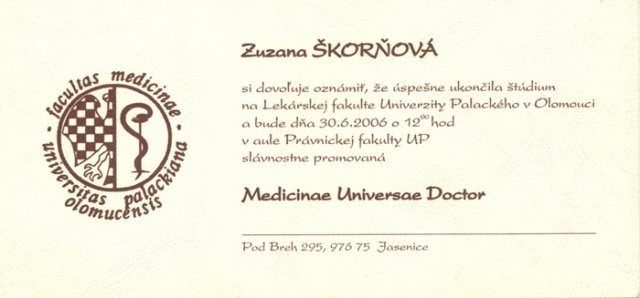 Zuzana ŠKORŇOVÁ
si dovoľuje oznámiť, že úspešne ukončila štúdium
na Lekárskej fakulte Univerzity Palackého v Olomouci
a bude dňa 30.6.2006 o 12⁰⁰ hod
v aule Právnickej fakulty UP
slávnostne promovaná
Medicinae Universae Doctor
Pod Breh 295, 976 75 Jasenice
· facultas medicinae ·
universitas palackiana
olomucensis